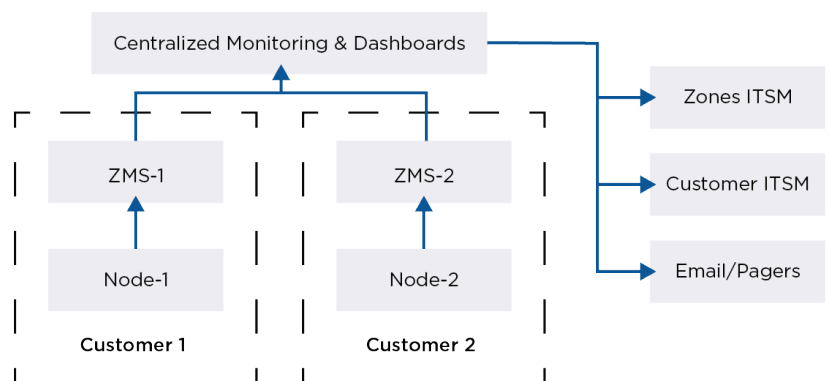 Centralized Monitoring & Dashboards
Zones ITSM
ZMS-1
ZMS-2
Customer ITSM
Node-1
Node-2
Email/Pagers
Customer 1
Customer 2